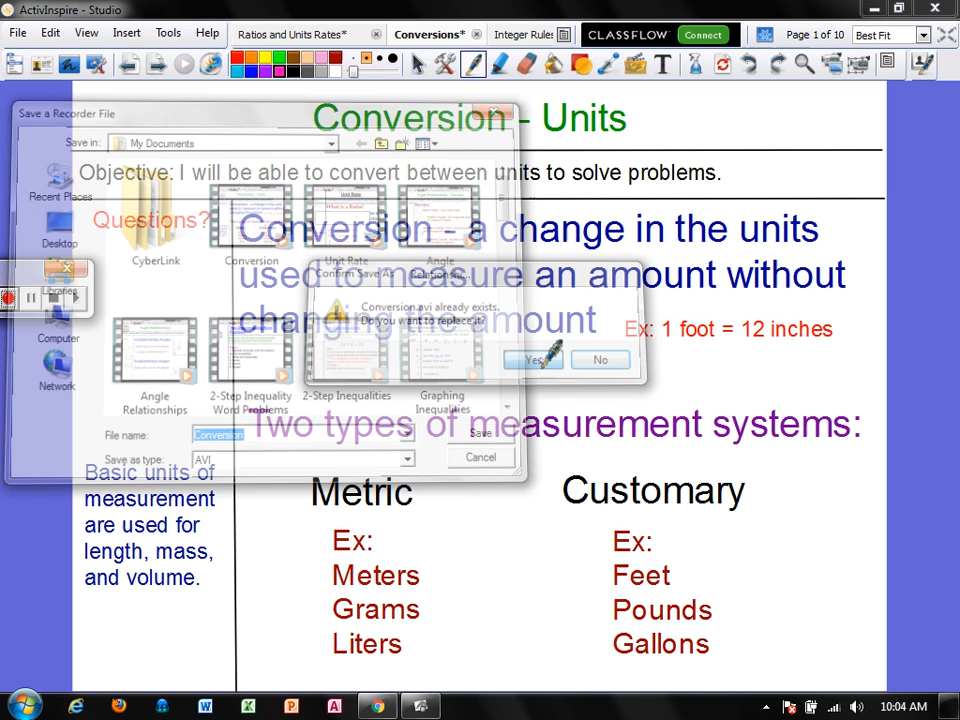 ActivInspire - Studio
File Edit View Insert Tools Help
Ratios and Units Rates*
Conversions*
Integer Rules
CLASSFLOW Connect
Page 1 of 10
Best Fit
Save a Recorder File
Conversion - Units
Save in: My Documents
Objective: I will be able to convert between units to solve problems.
Recent Places
Desktop
Libraries
Computer
Network
Questions?
Conversion - a change in the units
used to measure an amount without
changing the amount
Ex: 1 foot = 12 inches
CyberLink
Conversion
Unit Rate
Angle
Relationshi...
Confirm Save As
Conversion.avi already exists.
Do you want to replace it?
Yes
No
Angle
Relationships
2-Step Inequality
Word Problems
2-Step Inequalities
Graphing
Inequalities
File name: Conversion
Save
Save as type: AVI
Cancel
Two types of measurement systems:
Basic units of
measurement
are used for
length, mass,
and volume.
Metric
Ex:
Meters
Grams
Liters
Customary
Ex:
Feet
Pounds
Gallons
10:04 AM